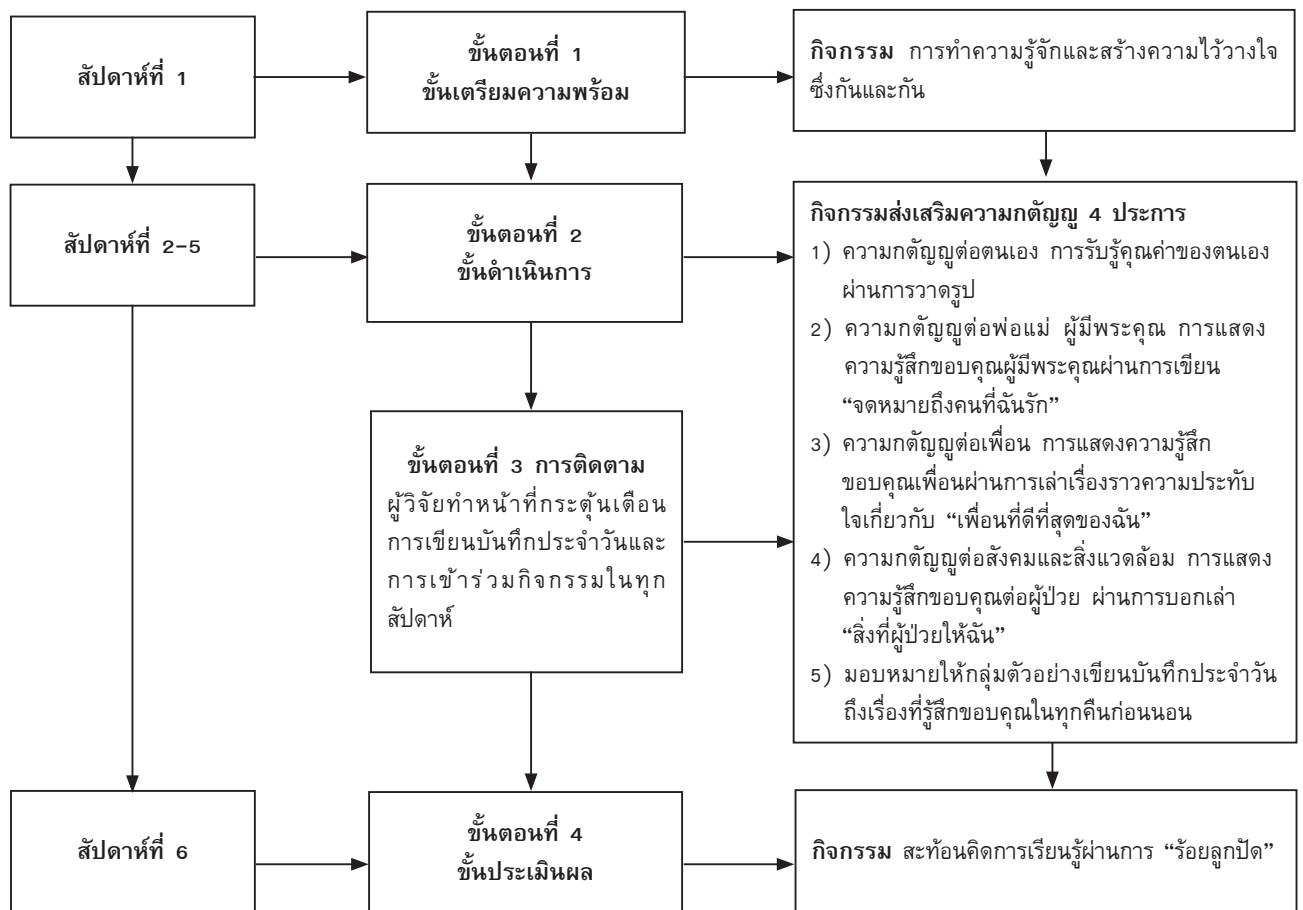 สัปดาห์ที่ 1
ขั้นตอนที่ 1
ขั้นเตรียมความพร้อม
กิจกรรม การทำความรู้จักและสร้างความไว้วางใจ
ซึ่งกันและกัน
สัปดาห์ที่ 2-5
ขั้นตอนที่ 2
ขั้นดำเนินการ
กิจกรรมส่งเสริมความกตัญญู 4 ประการ
1) ความกตัญญูต่อตนเอง การรับรู้คุณค่าของตนเอง
ผ่านการวาดรูป
2) ความกตัญญูต่อพ่อแม่ ผู้มีพระคุณ การแสดง
ความรู้สึกขอบคุณผู้มีพระคุณผ่านการเขียน
“จดหมายถึงคนที่ฉันรัก”
3) ความกตัญญูต่อเพื่อน การแสดงความรู้สึก
ขอบคุณเพื่อนผ่านการเล่าเรื่องราวความประทับ
ใจเกี่ยวกับ “เพื่อนที่ดีที่สุดของฉัน”
4) ความกตัญญูต่อสังคมและสิ่งแวดล้อม การแสดง
ความรู้สึกขอบคุณต่อผู้ป่วย ผ่านการบอกเล่า
“สิ่งที่ผู้ป่วยให้ฉัน”
5) มอบหมายให้กลุ่มตัวอย่างเขียนบันทึกประจำวัน
ถึงเรื่องที่รู้สึกขอบคุณในทุกคืนก่อนนอน
ขั้นตอนที่ 3 การติดตาม
ผู้วิจัยทำหน้าที่กระตุ้นเตือน
การเขียนบันทึกประจำวันและ
การเข้าร่วมกิจกรรมในทุก
สัปดาห์
สัปดาห์ที่ 6
ขั้นตอนที่ 4
ขั้นประเมินผล
กิจกรรม สะท้อนคิดการเรียนรู้ผ่านการ “ร้อยลูกปัด”